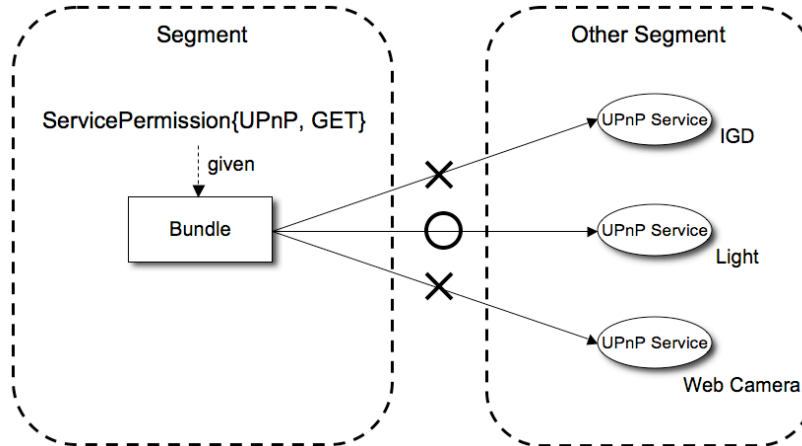 Segment
Other Segment
ServicePermission{UPnP, GET}
given
Bundle
UPnP Service
IGD
UPnP Service
Light
UPnP Service
Web Camera